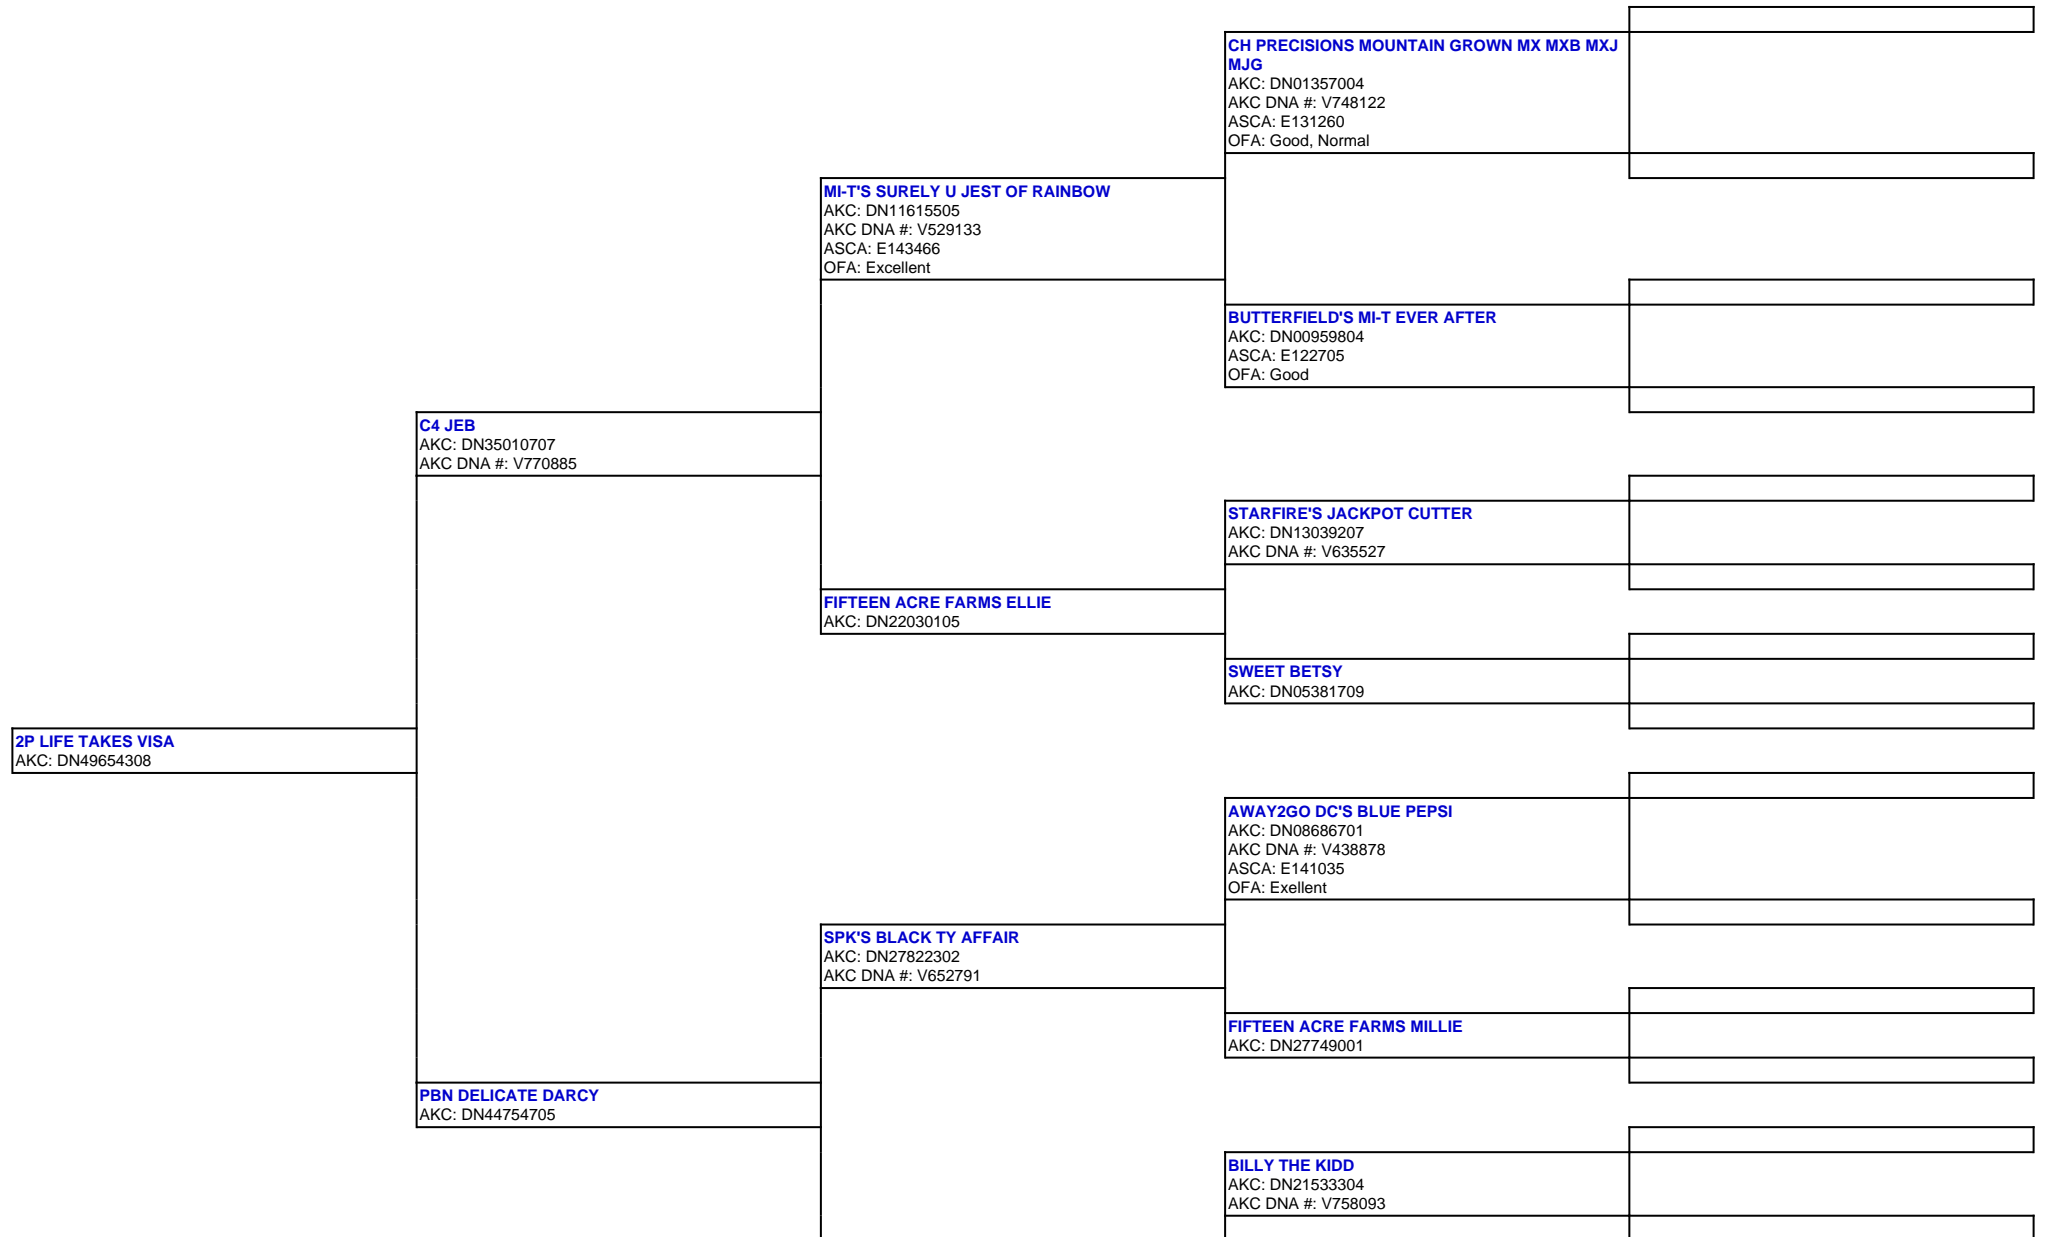 CH PRECISIONS MOUNTAIN GROWN MX MXB MXJ
MJG
AKC: DN01357004
AKC DNA #: V748122
ASCA: E131260
OFA: Good, Normal
MI-T'S SURELY U JEST OF RAINBOW
AKC: DN11615505
AKC DNA #: V529133
ASCA: E143466
OFA: Excellent
BUTTERFIELD'S MI-T EVER AFTER
AKC: DN00959804
ASCA: E122705
OFA: Good
C4 JEB
AKC: DN35010707
AKC DNA #: V770885
STARFIRE'S JACKPOT CUTTER
AKC: DN13039207
AKC DNA #: V635527
FIFTEEN ACRE FARMS ELLIE
AKC: DN22030105
SWEET BETSY
AKC: DN05381709
2P LIFE TAKES VISA
AKC: DN49654308
AWAY2GO DC'S BLUE PEPSI
AKC: DN08686701
AKC DNA #: V438878
ASCA: E141035
OFA: Exellent
SPK'S BLACK TY AFFAIR
AKC: DN27822302
AKC DNA #: V652791
FIFTEEN ACRE FARMS MILLIE
AKC: DN27749001
PBN DELICATE DARCY
AKC: DN44754705
BILLY THE KIDD
AKC: DN21533304
AKC DNA #: V758093